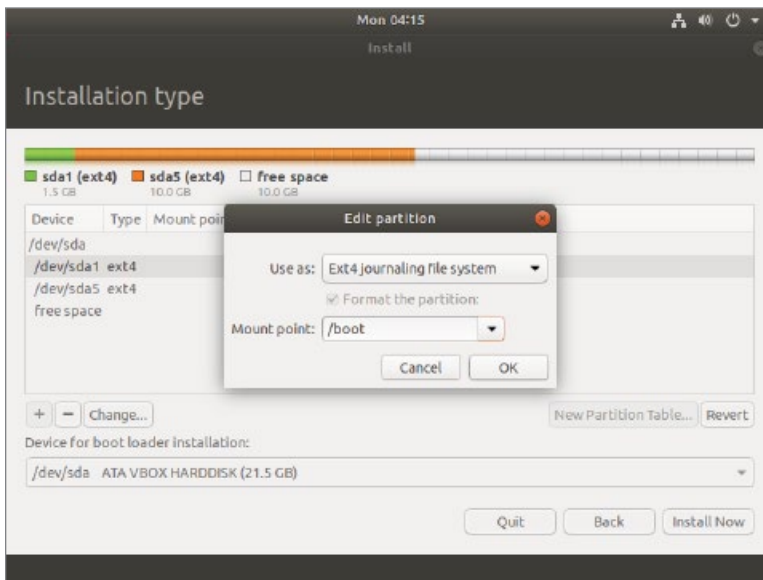 Mon 04:15
Install
Installation type
sda1 (ext4) sda5 (ext4) free space
1.5 GB 10.0 GB 10.0 GB
Device Type Mount poin
Edit partition
/dev/sda
/dev/sda1 ext4
/dev/sda5 ext4
free space
Use as: Ext4 journaling file system
Format the partition:
Mount point: /boot
Cancel OK
+ - Change... New Partition Table... Revert
Device for boot loader installation:
/dev/sda ATA VBOX HARDDISK (21.5 GB)
Quit Back Install Now